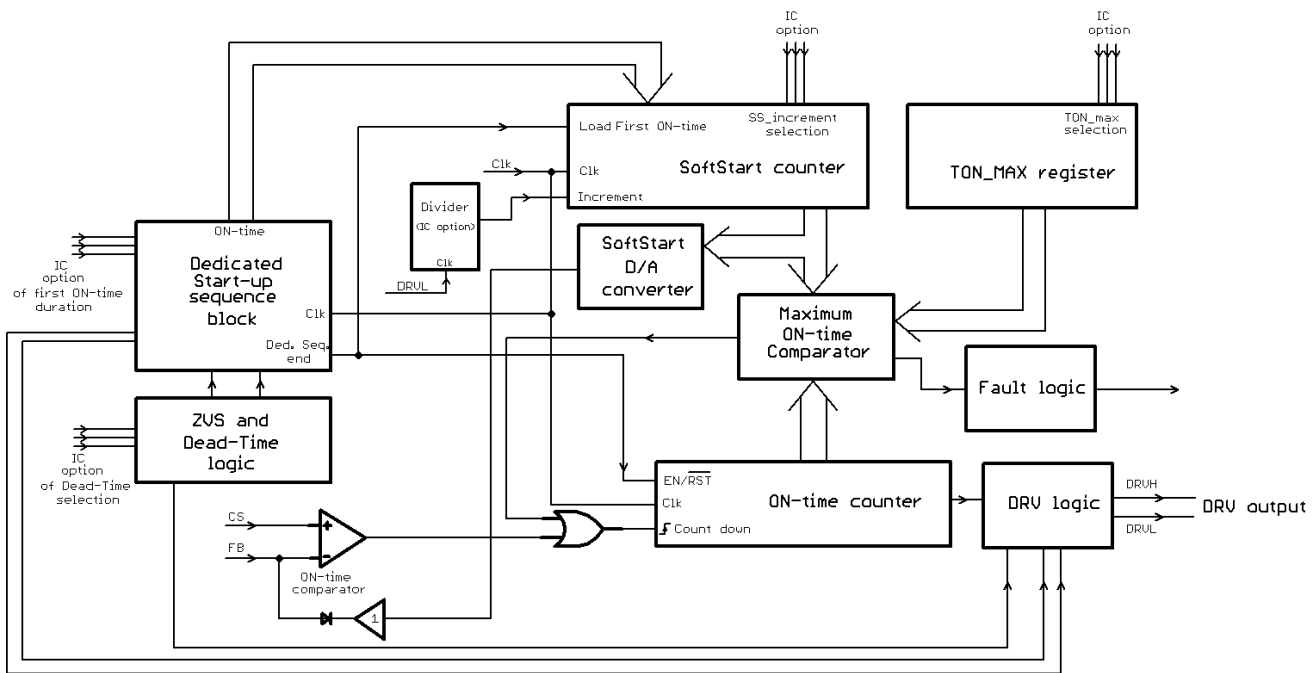 IC
option
IC
option
Load First ON-time
SS_increment
selection
SoftStart counter
Clk
Clk
Increment
TON_max
selection
TON_MAX register
Divider
(IC option)
Clk
DRVL
ON-time
Dedicated
Start-up
sequence
block
Clk
Ded. Seq.
end
IC
option
of first ON-time
duration
SoftStart
D/A
converter
Maximum
ON-time
Comparator
Fault logic
ZVS and
Dead-Time
logic
IC
option
of Dead-Time
selection
EN/RST
Clk
Count down
ON-time counter
DRV logic
DRVH
DRVL
DRV output
CS
FB
+
-
ON-time
comparator
1